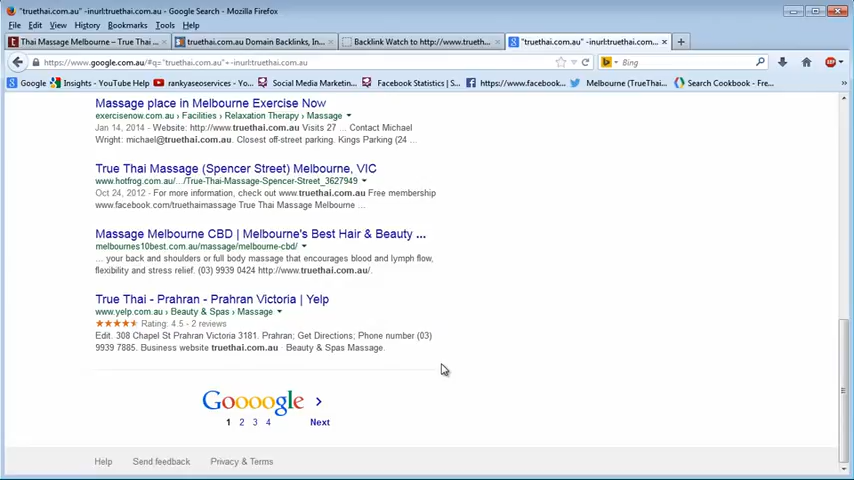 "truethai.com.au" -inurl:truethai.com.au - Google Search - Mozilla Firefox
File Edit View History Bookmarks Tools Help
Thai Massage Melbourne – True Thai ...
truethai.com.au Domain Backlinks, In...
Backlink Watch to http://www.trueth...
"truethai.com.au" -inurl:truethai.com...
https://www.google.com.au/#q="truethai.com.au"+-inurl:truethai.com.au
Bing
Google Insights - YouTube Help rankyaseoservices Social Media Marketing... Facebook Statistics | ... https://www.facebook... Melbourne (TrueThai... Search Cookbook - Free
Massage place in Melbourne Exercise Now
exercisenow.com.au › Facilities › Relaxation Therapy › Massage
Jan 14, 2014 - Website: http://www.truethai.com.au Visits 27 ... Contact Michael
Wright: michael@truethai.com.au. Closest off-street parking. Kings Parking (24 ...
True Thai Massage (Spencer Street) Melbourne, VIC
www.hotfrog.com.au/.../True-Thai-Massage-Spencer-Street_3627949
Oct 24, 2012 - For more information, check out www.truethai.com.au Free membership
www.facebook.com/truethaimassage True Thai Massage Melbourne ...
Massage Melbourne CBD | Melbourne's Best Hair & Beauty ...
melbournes10best.com.au/massage/melbourne-cbd/
... your back and shoulders or full body massage that encourages blood and lymph flow,
flexibility and stress relief. (03) 9939 0424 http://www.truethai.com.au/.
True Thai - Prahran - Prahran Victoria | Yelp
www.yelp.com.au › Beauty & Spas › Massage
Rating: 4.5 - 2 reviews
Edit. 308 Chapel St Prahran Victoria 3181. Prahran; Get Directions; Phone number (03)
9939 7885. Business website truethai.com.au · Beauty & Spas Massage.
Goooogle
1 2 3 4 Next
Help Send feedback Privacy & Terms